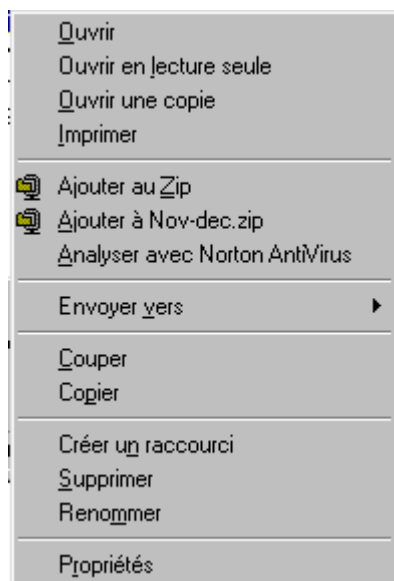 Ouvrir
Ouvrir en lecture seule
Ouvrir une copie
Imprimer
Ajouter au Zip
Ajouter à Nov-dec.zip
Analyser avec Norton AntiVirus
Envoyer vers
Couper
Copier
Créer un raccourci
Supprimer
Renommer
Propriétés